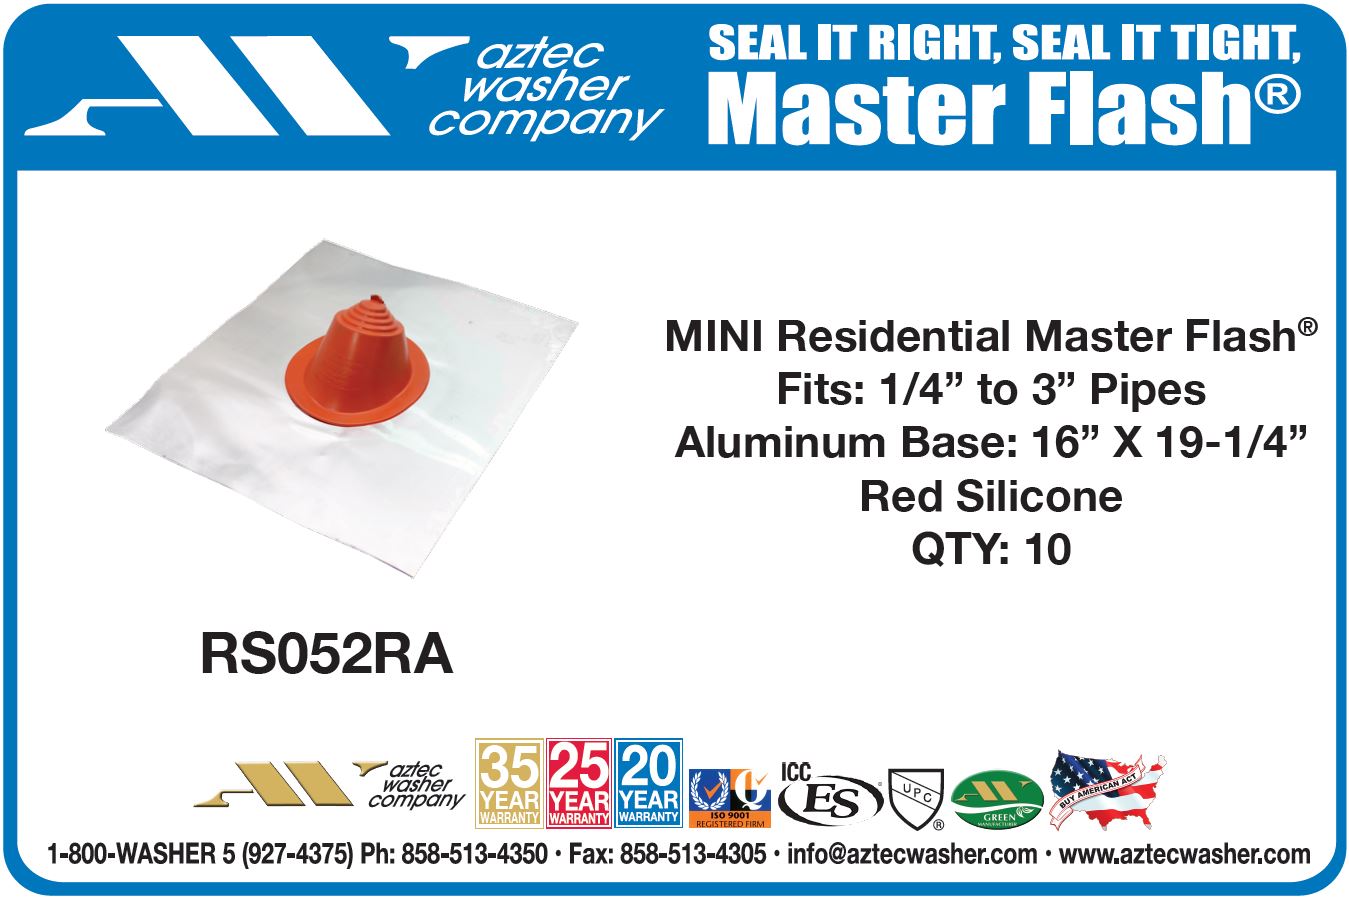 aztec
washer
company
SEAL IT RIGHT, SEAL IT TIGHT,
Master Flash®
MINI Residential Master Flash®
Fits: 1/4” to 3” Pipes
Aluminum Base: 16” X 19-1/4”
Red Silicone
QTY: 10
RS052RA
aztec
washer
company
35
YEAR
WARRANTY
25
YEAR
WARRANTY
20
YEAR
WARRANTY
ISO 9001
REGISTERED FIRM
ICC
ES
UPC
®
GREEN
MANUFACTURER
BUY AMERICAN ACT
1-800-WASHER 5 (927-4375) Ph: 858-513-4350 • Fax: 858-513-4305 • info@aztecwasher.com • www.aztecwasher.com